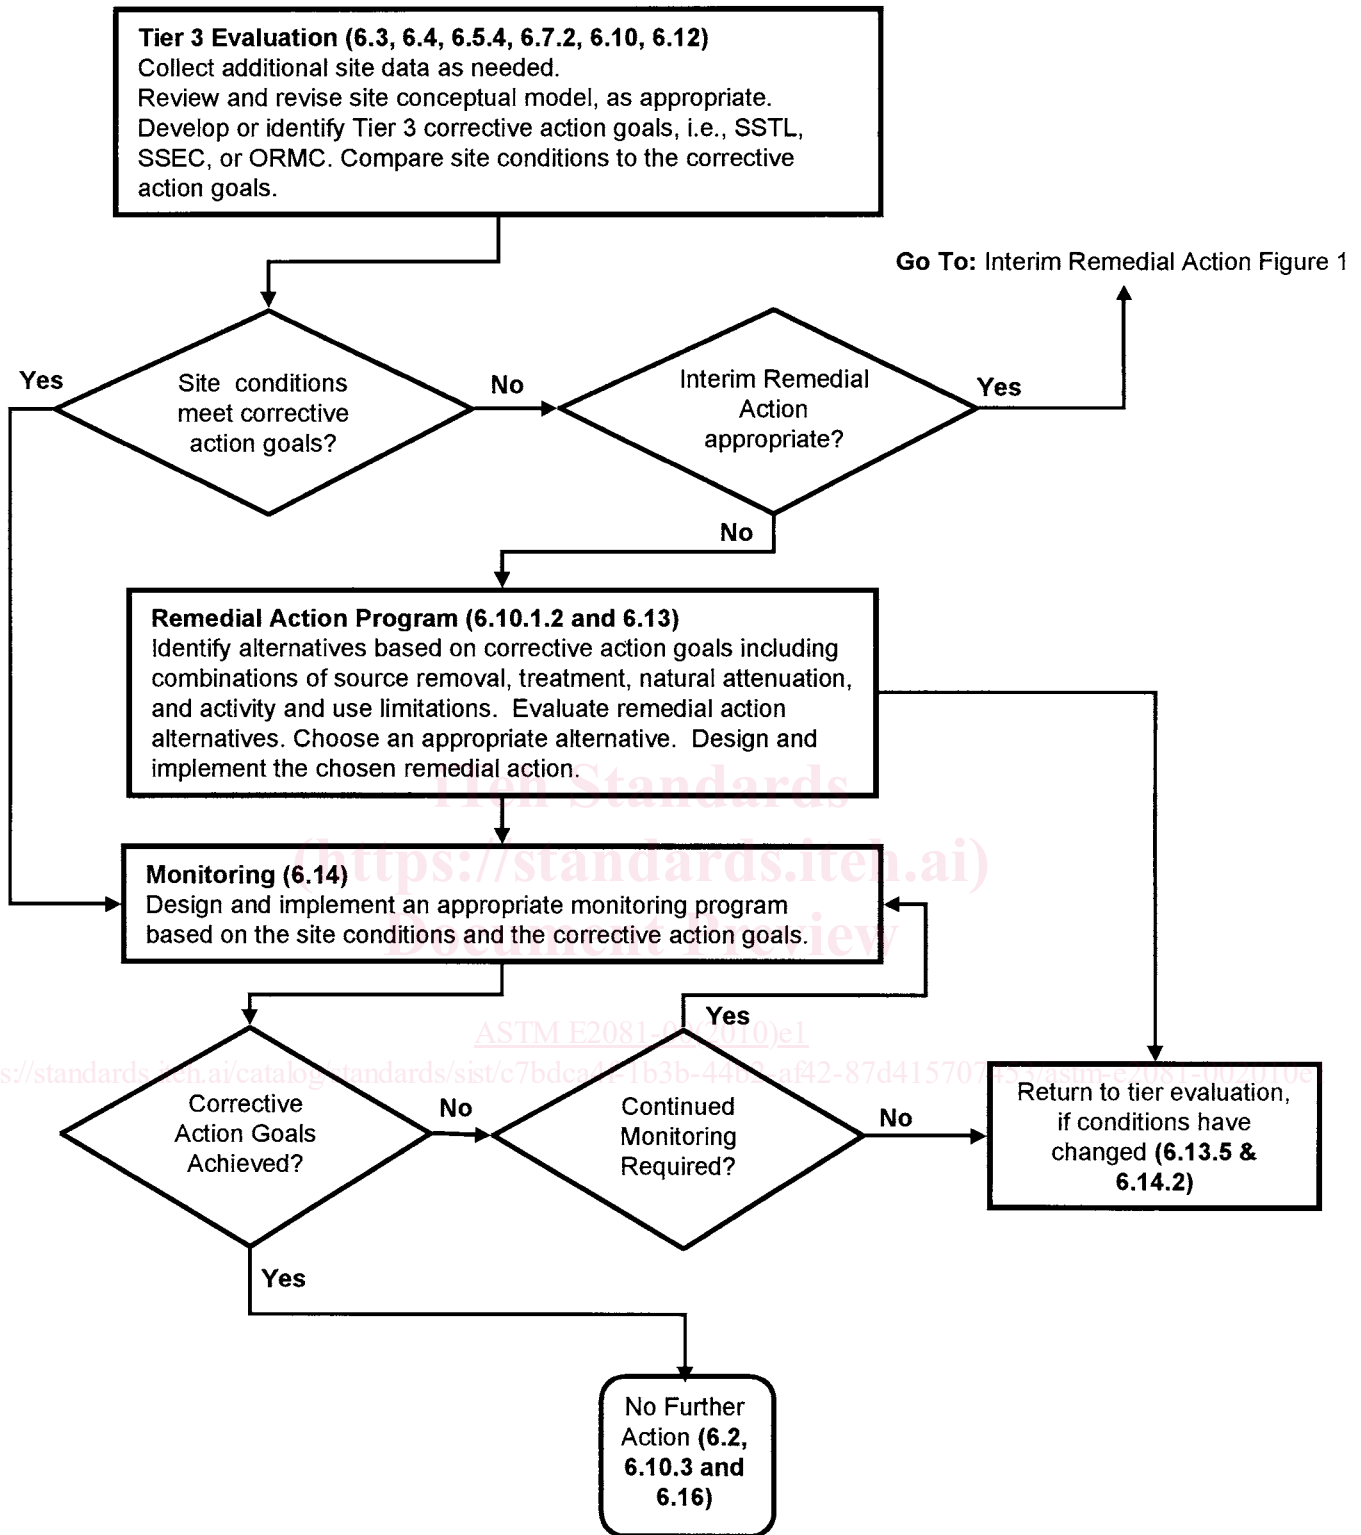 Tier 3 Evaluation (6.3, 6.4, 6.5.4, 6.7.2, 6.10, 6.12)
Collect additional site data as needed.
Review and revise site conceptual model, as appropriate.
Develop or identify Tier 3 corrective action goals, i.e., SSTL,
SSEC, or ORMC. Compare site conditions to the corrective
action goals.
Go To: Interim Remedial Action Figure 1
Yes
Site conditions
meet corrective
action goals?
No
Interim Remedial
Action
appropriate?
Yes
No
Remedial Action Program (6.10.1.2 and 6.13)
Identify alternatives based on corrective action goals including
combinations of source removal, treatment, natural attenuation,
and activity and use limitations. Evaluate remedial action
alternatives. Choose an appropriate alternative. Design and
implement the chosen remedial action.
iTeh Standards
(https://standards.iteh.ai)
Document Preview
Monitoring (6.14)
Design and implement an appropriate monitoring program
based on the site conditions and the corrective action goals.
Yes
ASTM E2081-00(2010)e1
Corrective
Action Goals
Achieved?
No
Continued
Monitoring
Required?
No
Return to tier evaluation,
if conditions have
changed (6.13.5 &
6.14.2)
Yes
No Further
Action (6.2,
6.10.3 and
6.16)